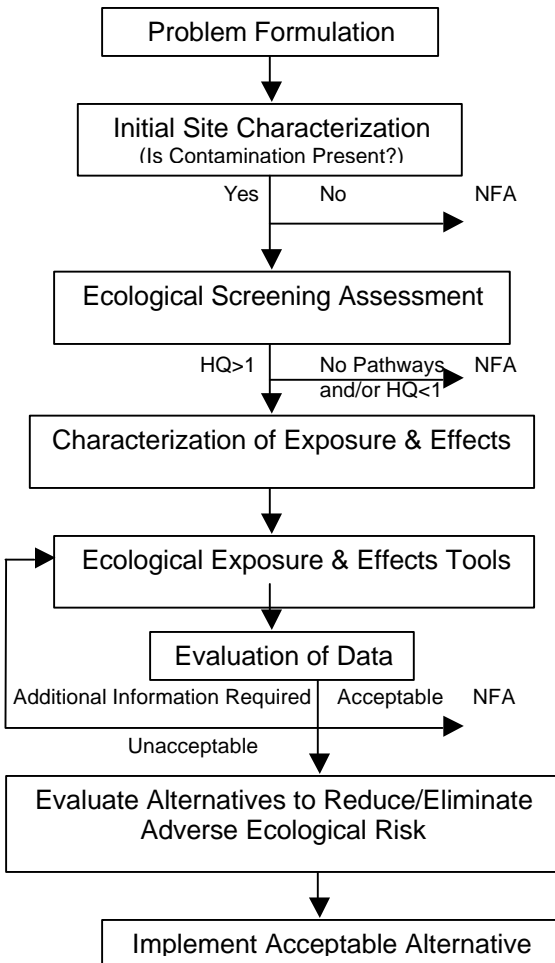 Problem Formulation
Initial Site Characterization
(Is Contamination Present?)
Yes No NFA
Ecological Screening Assessment
HQ>1 No Pathways NFA
and/or HQ<1
Characterization of Exposure & Effects
Ecological Exposure & Effects Tools
Evaluation of Data
Additional Information Required Acceptable NFA
Unacceptable
Evaluate Alternatives to Reduce/Eliminate
Adverse Ecological Risk
Implement Acceptable Alternative